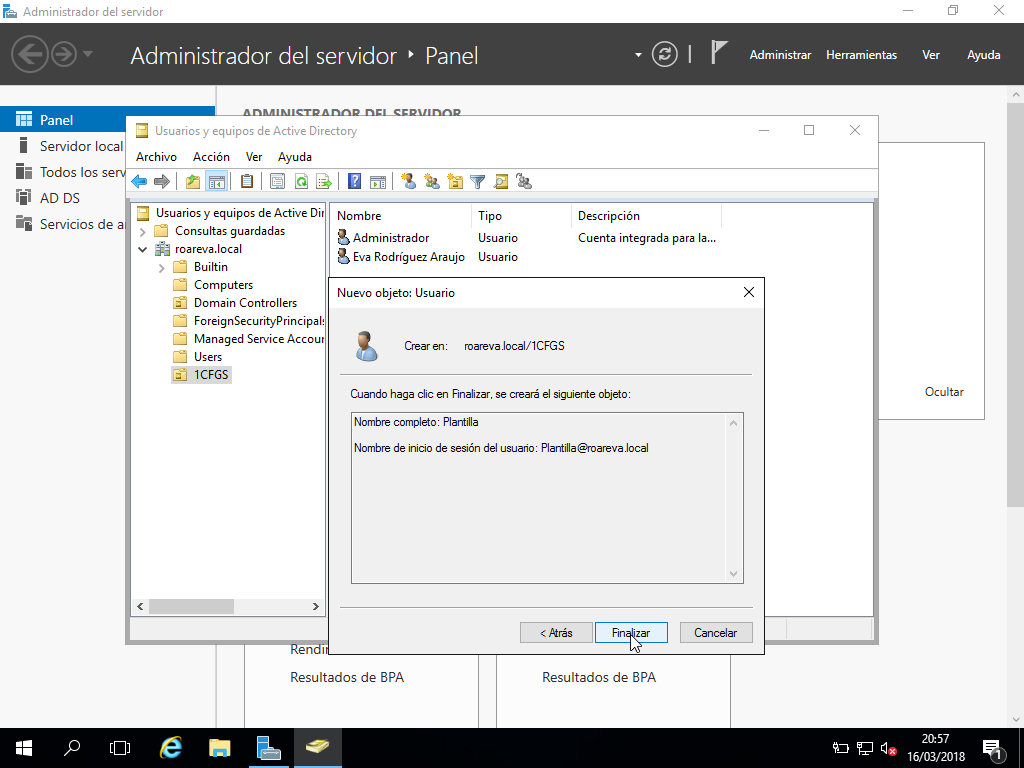 Administrador del servidor
Administrador del servidor ‣ Panel
Administrar Herramientas Ver Ayuda
Panel
Servidor local
Todos los serv
AD DS
Servicios de a
ADMINISTRADOR DEL SERVIDOR
Usuarios y equipos de Active Directory
Archivo Acción Ver Ayuda
Usuarios y equipos de Active Dir
Consultas guardadas
roareva.local
Builtin
Computers
Domain Controllers
ForeignSecurityPrincipals
Managed Service Accour
Users
1CFGS
Nombre Tipo Descripción
Administrador Usuario Cuenta integrada para la...
Eva Rodríguez Araujo Usuario
Nuevo objeto: Usuario
Crear en: roareva.local/1CFGS
Cuando haga clic en Finalizar, se creará el siguiente objeto:
Nombre completo: Plantilla
Nombre de inicio de sesión del usuario: Plantilla@roareva.local
< Atrás Finalizar Cancelar
Ocultar
Rendin
Resultados de BPA
Resultados de BPA
20:57
16/03/2018
1